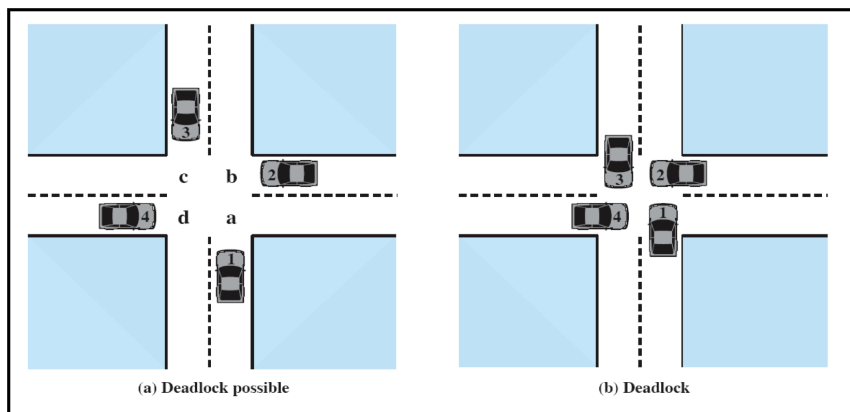 3
c b 2
4 d a
1
(a) Deadlock possible
3 2
4 1
(b) Deadlock